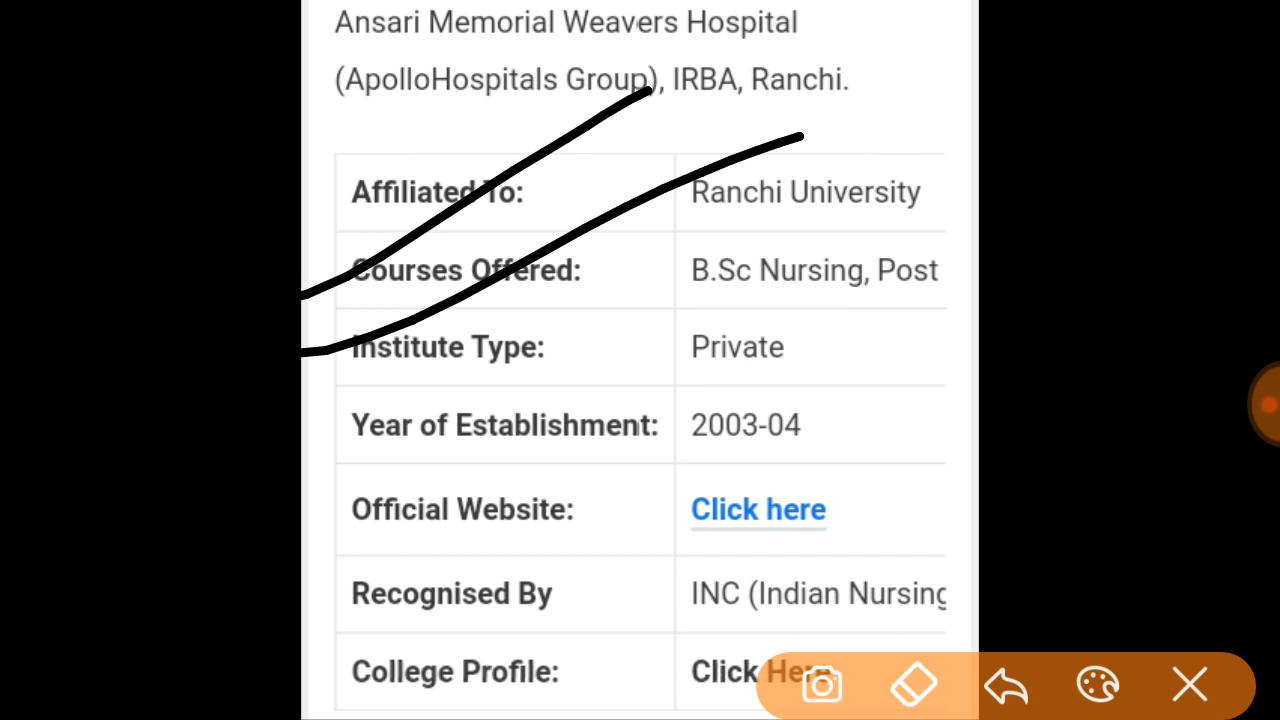 Ansari Memorial Weavers Hospital
(ApolloHospitals Group), IRBA, Ranchi.
Affiliated To: Ranchi University
Courses Offered: B.Sc Nursing, Post
Institute Type: Private
Year of Establishment: 2003-04
Official Website: Click here
Recognised By INC (Indian Nursing
College Profile: Click Here